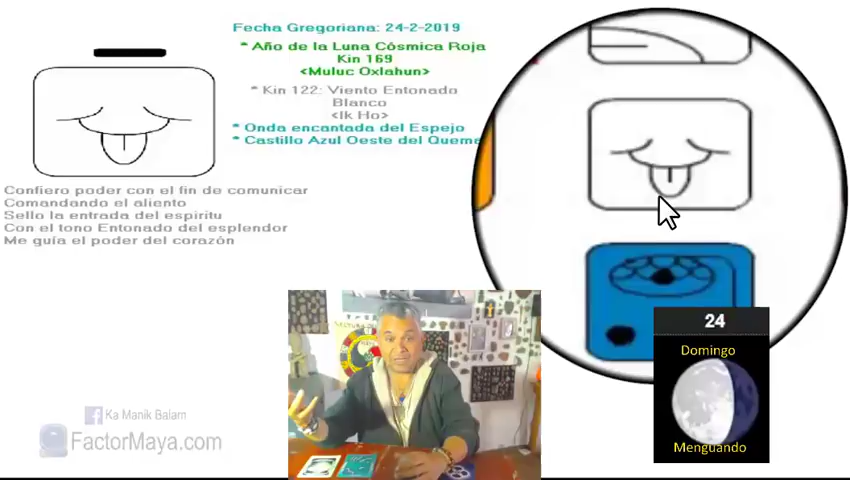 Fecha Gregoriana: 24-2-2019
* Año de la Luna Cósmica Roja
Kin 169
<Muluc Oxlahun>
* Kin 122: Viento Entonado
Blanco
<Ik Ho>
* Onda encantada del Espejo
* Castillo Azul Oeste del Quema
Confiero poder con el fin de comunicar
Comandando el aliento
Sello la entrada del espíritu
Con el tono Entonado del esplendor
Me guía el poder del corazón
24
Domingo
Menguando
Ka Manik Balam
FactorMaya.com